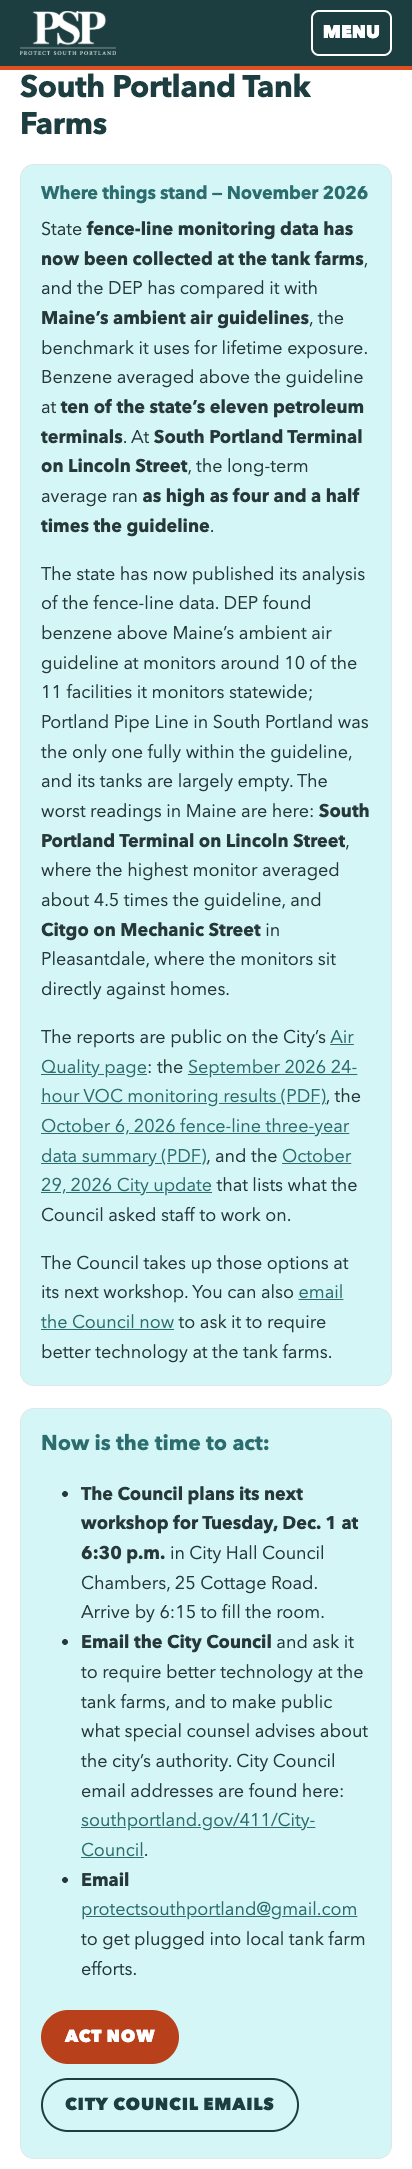 PSP
PROTECT SOUTH PORTLAND
MENU
South Portland Tank
Farms
Where things stand – November 2026
State fence-line monitoring data has
now been collected at the tank farms,
and the DEP has compared it with
Maine’s ambient air guidelines, the
benchmark it uses for lifetime exposure.
Benzene averaged above the guideline
at ten of the state’s eleven petroleum
terminals. At South Portland Terminal
on Lincoln Street, the long-term
average ran as high as four and a half
times the guideline.
The state has now published its analysis
of the fence-line data. DEP found
benzene above Maine’s ambient air
guideline at monitors around 10 of the
11 facilities it monitors statewide;
Portland Pipe Line in South Portland was
the only one fully within the guideline,
and its tanks are largely empty. The
worst readings in Maine are here: South
Portland Terminal on Lincoln Street,
where the highest monitor averaged
about 4.5 times the guideline, and
Citgo on Mechanic Street in
Pleasantdale, where the monitors sit
directly against homes.
The reports are public on the City’s Air
Quality page: the September 2026 24-
hour VOC monitoring results (PDF), the
October 6, 2026 fence-line three-year
data summary (PDF), and the October
29, 2026 City update that lists what the
Council asked staff to work on.
The Council takes up those options at
its next workshop. You can also email
the Council now to ask it to require
better technology at the tank farms.
Now is the time to act:
• The Council plans its next
workshop for Tuesday, Dec. 1 at
6:30 p.m. in City Hall Council
Chambers, 25 Cottage Road.
Arrive by 6:15 to fill the room.
• Email the City Council and ask it
to require better technology at the
tank farms, and to make public
what special counsel advises about
the city’s authority. City Council
email addresses are found here:
southportland.gov/411/City-
Council.
• Email
protectsouthportland@gmail.com
to get plugged into local tank farm
efforts.
ACT NOW
CITY COUNCIL EMAILS